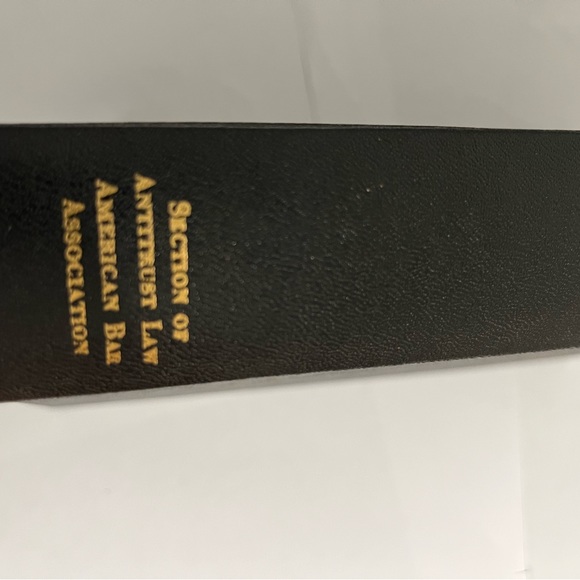 SECTION OF
ANTITRUST LAW
AMERICAN BAR
ASSOCIATION